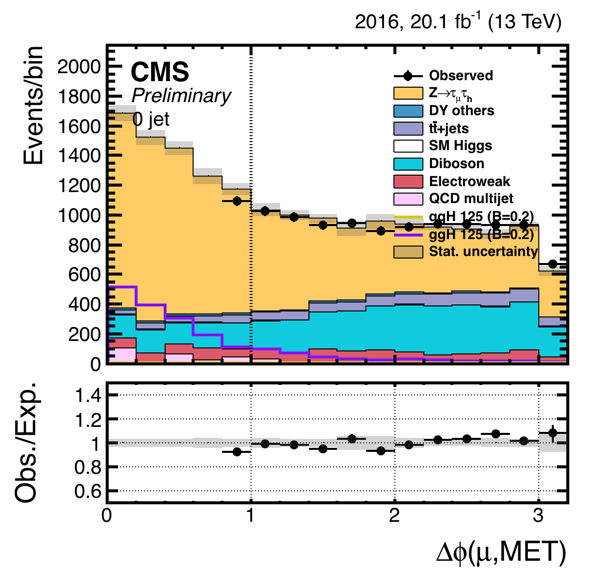 2016, 20.1 fb⁻¹ (13 TeV)
Events/bin
2000
1800
1600
1400
1200
1000
800
600
400
200
0
CMS
Preliminary
0 jet
Observed
Z→τμτh
DY others
tt̄+jets
SM Higgs
Diboson
Electroweak
QCD multijet
ggH 125 (B=0.2)
ggH 125 (B=0.2)
Stat. uncertainty
Obs./Exp.
1.4
1.2
1
0.8
0.6
0
1
2
3
Δϕ(μ,MET)